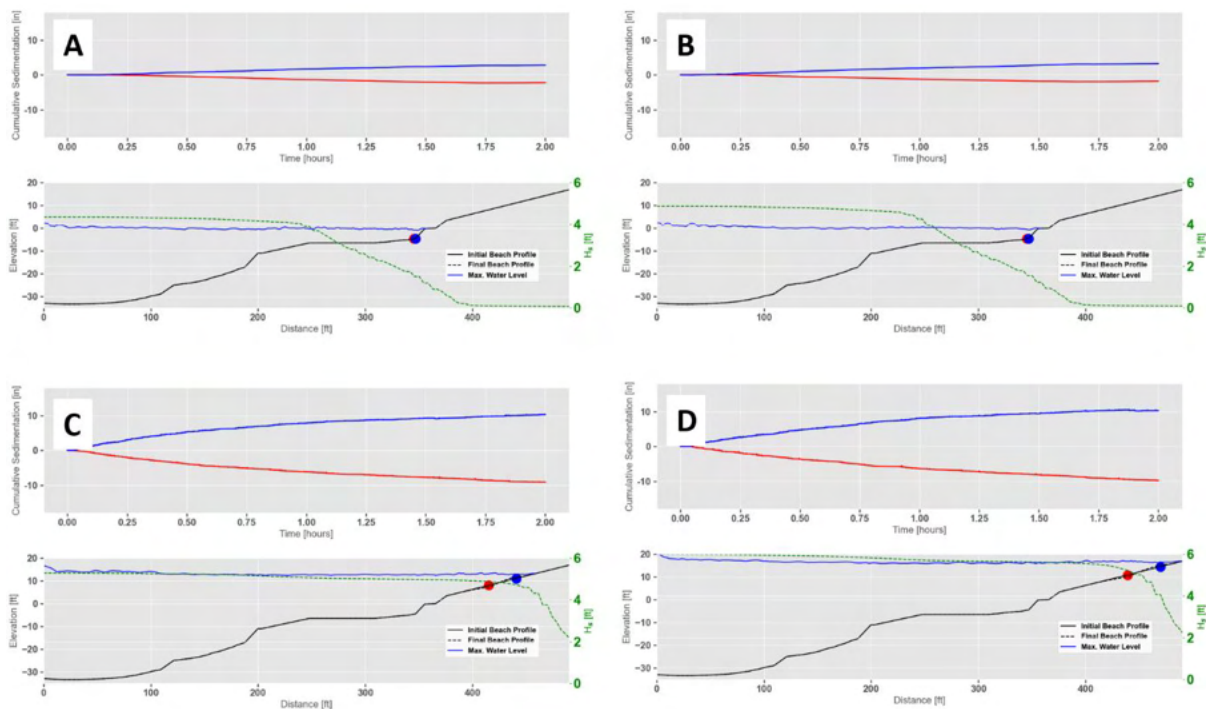 A
Cumulative Sedimentation [in]
10
0
-10
0.00 0.25 0.50 0.75 1.00 1.25 1.50 1.75 2.00
Time [hours]
Elevation [ft]
20
10
0
-10
-20
-30
6
4
2
0
Hs [ft]
Initial Beach Profile
Final Beach Profile
Max. Water Level
0 100 200 300 400
Distance [ft]
B
Cumulative Sedimentation [in]
10
0
-10
0.00 0.25 0.50 0.75 1.00 1.25 1.50 1.75 2.00
Time [hours]
Elevation [ft]
20
10
0
-10
-20
-30
6
4
2
0
Hs [ft]
Initial Beach Profile
Final Beach Profile
Max. Water Level
0 100 200 300 400
Distance [ft]
C
Cumulative Sedimentation [in]
10
0
-10
0.00 0.25 0.50 0.75 1.00 1.25 1.50 1.75 2.00
Time [hours]
Elevation [ft]
20
10
0
-10
-20
-30
6
4
2
0
Hs [ft]
Initial Beach Profile
Final Beach Profile
Max. Water Level
0 100 200 300 400
Distance [ft]
D
Cumulative Sedimentation [in]
10
0
-10
0.00 0.25 0.50 0.75 1.00 1.25 1.50 1.75 2.00
Time [hours]
Elevation [ft]
20
10
0
-10
-20
-30
6
4
2
0
Hs [ft]
Initial Beach Profile
Final Beach Profile
Max. Water Level
0 100 200 300 400
Distance [ft]